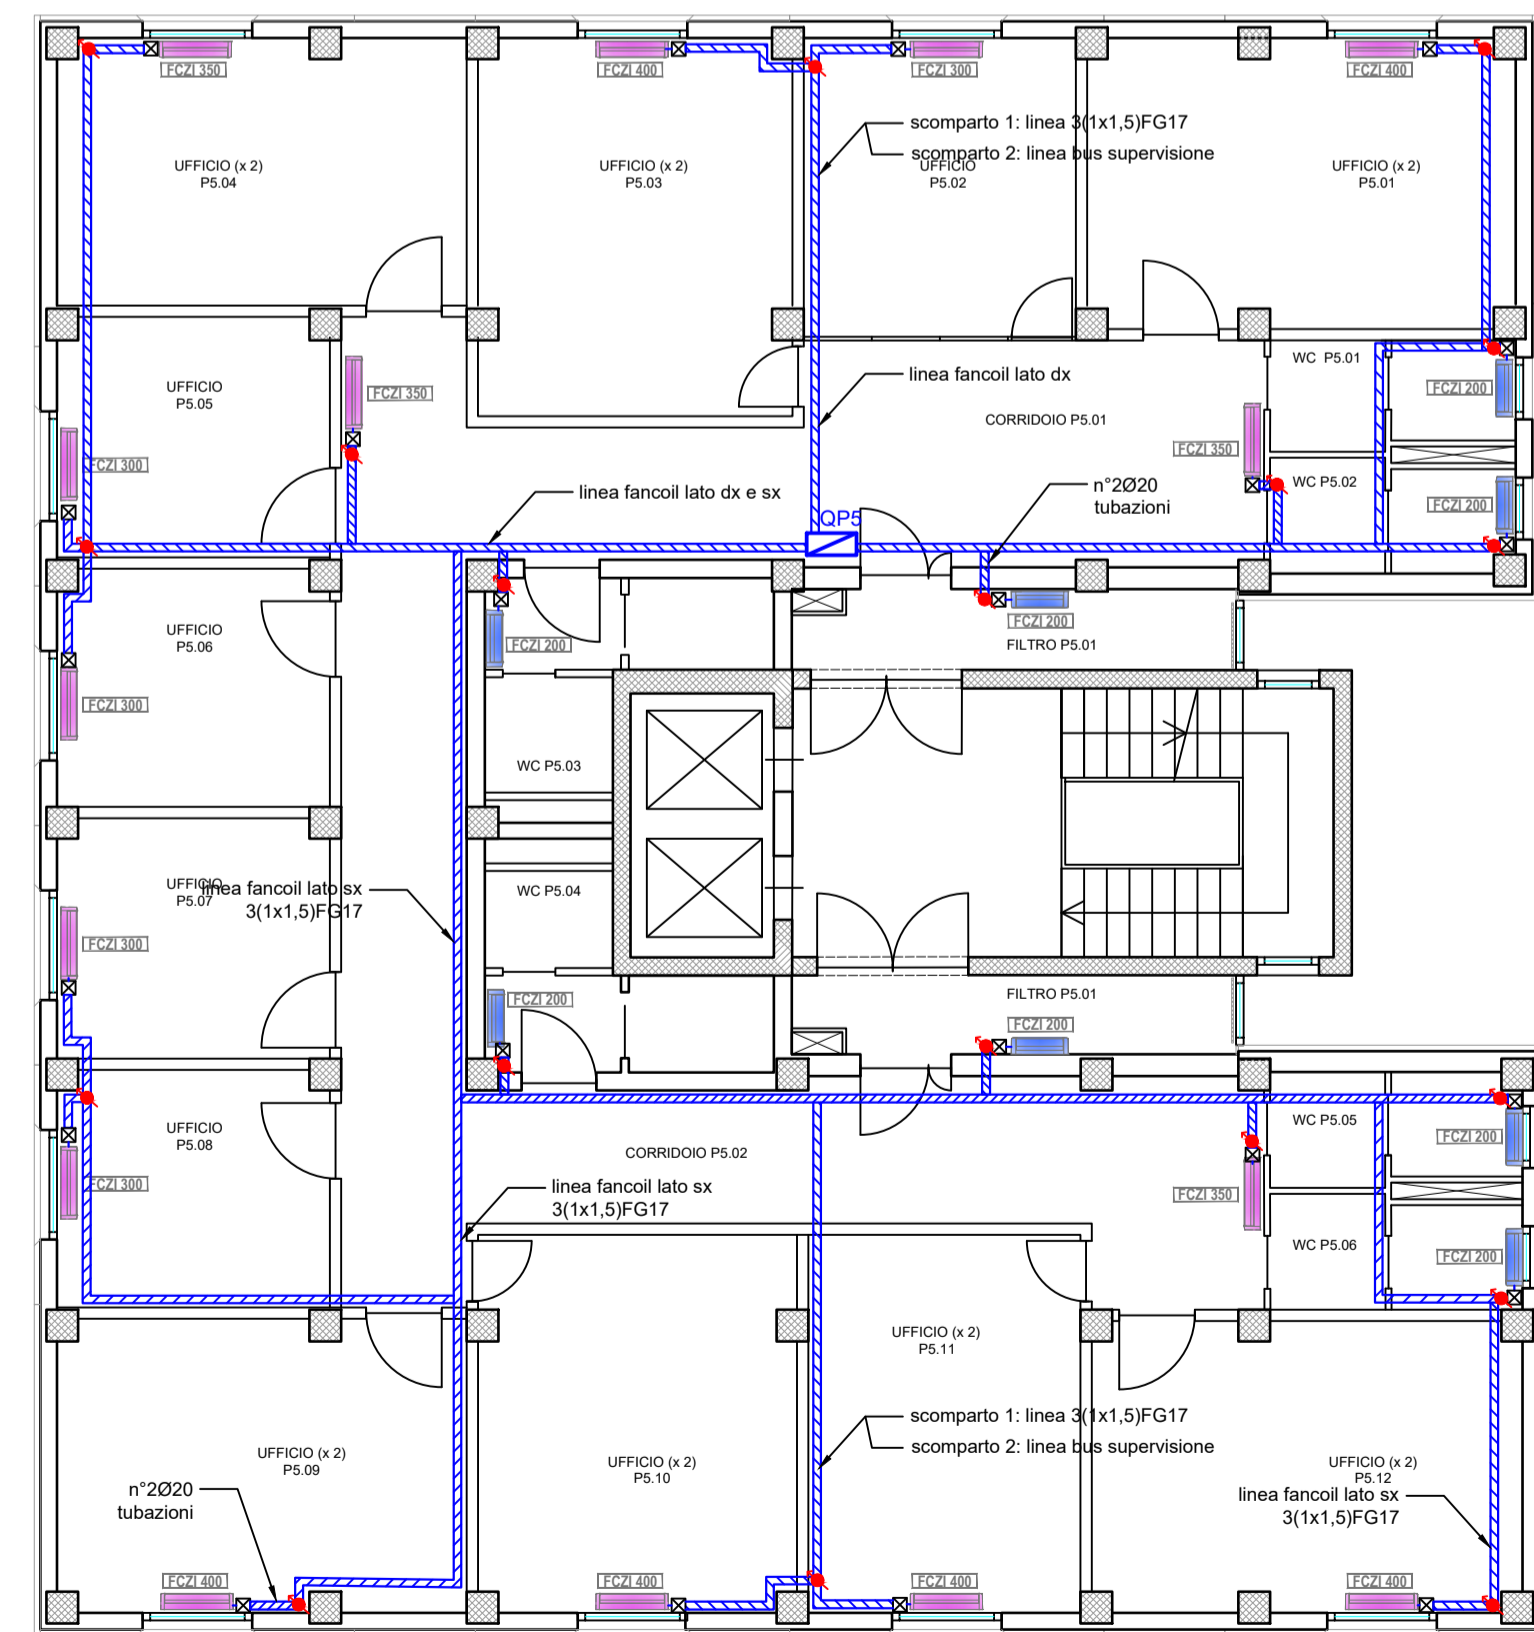 FCZI 350
FCZI 400
FCZI 300
FCZI 400
scomparto 1: linea 3(1x1,5)FG17
scomparto 2: linea bus supervisione
UFFICIO (x 2)
P5.04
UFFICIO (x 2)
P5.03
UFFICIO
P5.02
UFFICIO (x 2)
P5.01
WC P5.01
linea fancoil lato dx
UFFICIO
P5.05
FCZI 350
FCZI 200
CORRIDOIO P5.01
FCZI 350
FCZI 300
WC P5.02
n°2Ø20
tubazioni
linea fancoil lato dx e sx
FCZI 200
QP5
UFFICIO
P5.06
FCZI 200
FCZI 200
FILTRO P5.01
FCZI 300
WC P5.03
UFFICIO
P5.07
linea fancoil lato sx
3(1x1,5)FG17
WC P5.04
FCZI 300
FCZI 200
FILTRO P5.01
FCZI 200
UFFICIO
P5.08
WC P5.05
FCZI 200
CORRIDOIO P5.02
FCZI 300
linea fancoil lato sx
3(1x1,5)FG17
FCZI 350
WC P5.06
FCZI 200
UFFICIO (x 2)
P5.11
scomparto 1: linea 3(1x1,5)FG17
scomparto 2: linea bus supervisione
UFFICIO (x 2)
P5.09
UFFICIO (x 2)
P5.10
UFFICIO (x 2)
P5.12
n°2Ø20
tubazioni
linea fancoil lato sx
3(1x1,5)FG17
FCZI 400
FCZI 400
FCZI 400
FCZI 400